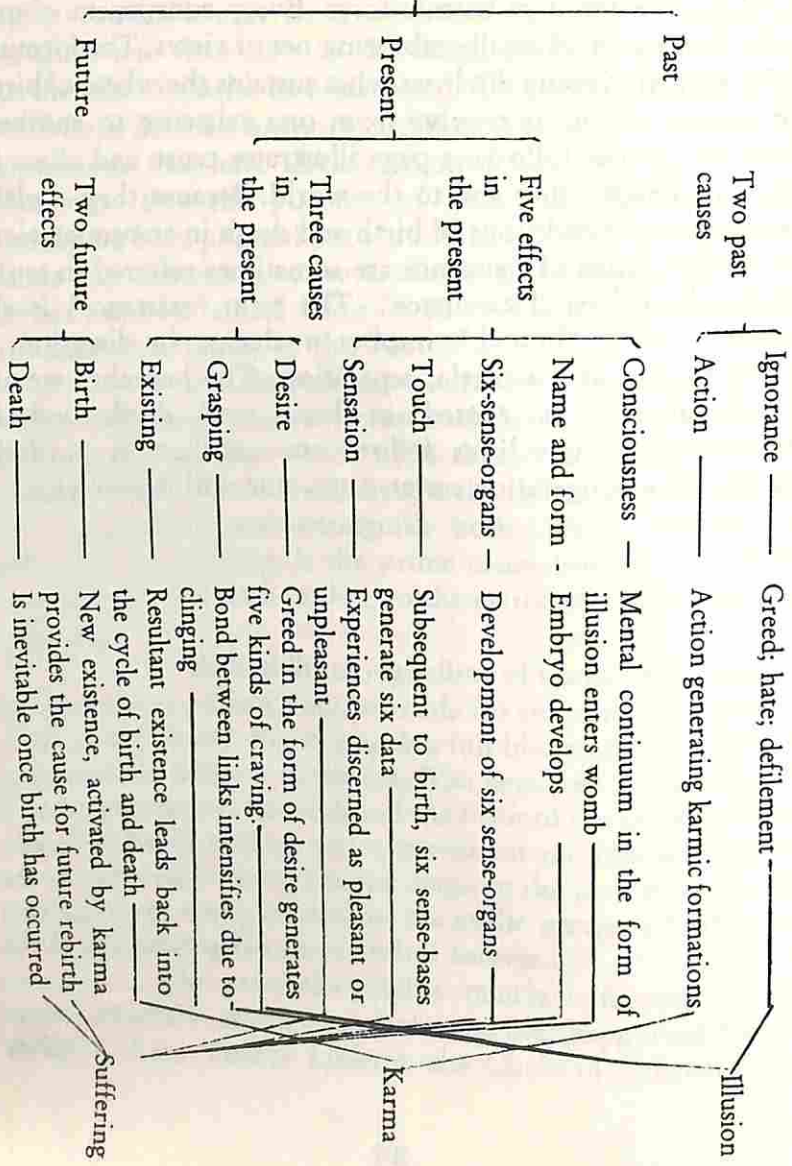 Past
Present
Future
Two past
causes
Five effects
in
the present
Three causes
in
the present
Two future
effects
Ignorance
Action
Consciousness
Name and form
Six-sense-organs
Touch
Sensation
Desire
Grasping
Existing
Birth
Death
Greed; hate; defilement
Action generating karmic formations
Mental continuum in the form of
illusion enters womb
Embryo develops
Development of six sense-organs
Subsequent to birth, six sense-bases
generate six data
Experiences discerned as pleasant or
unpleasant
Greed in the form of desire generates
five kinds of craving.
Bond between links intensifies due to
clinging
Resultant existence leads back into
the cycle of birth and death
New existence, activated by karma
provides the cause for future rebirth
Is inevitable once birth has occurred
Illusion
Karma
Suffering